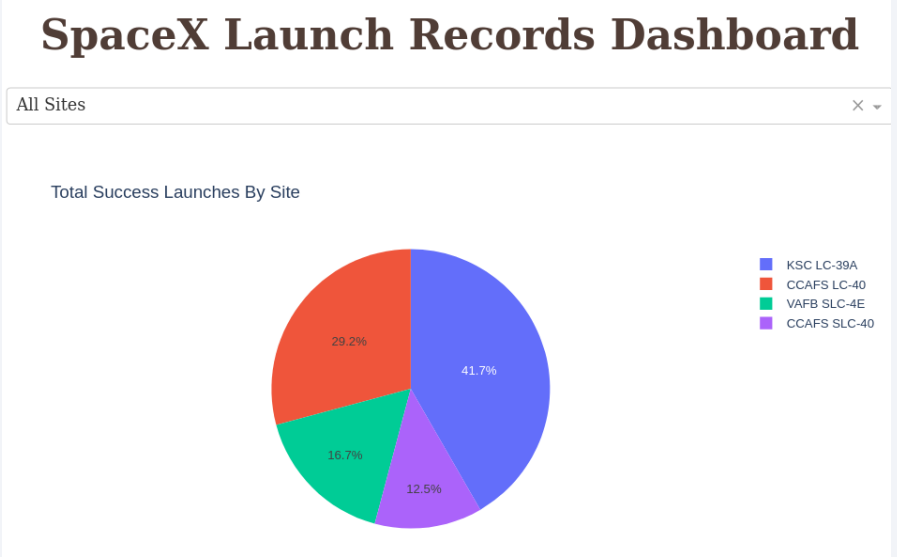 SpaceX Launch Records Dashboard
All Sites
Total Success Launches By Site
KSC LC-39A
CCAFS LC-40
VAFB SLC-4E
CCAFS SLC-40
29.2%
41.7%
16.7%
12.5%